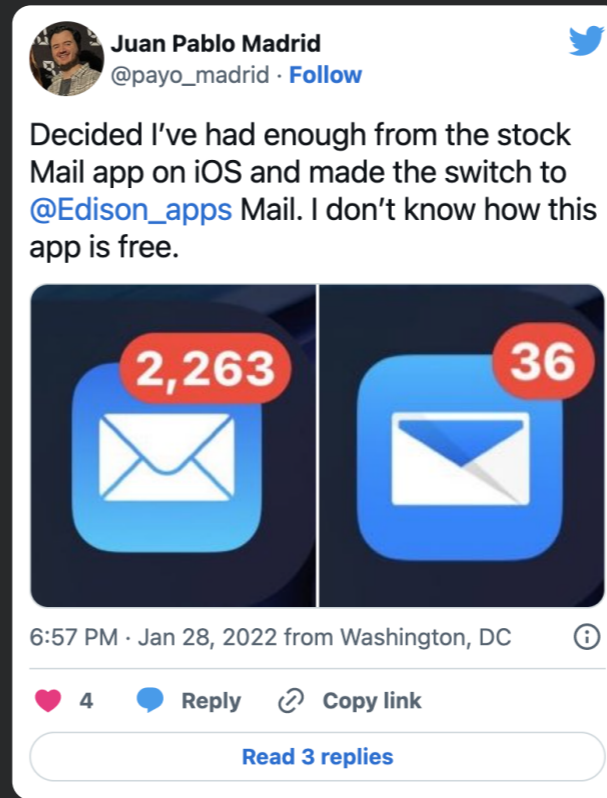 Juan Pablo Madrid
@payo_madrid · Follow
Decided I’ve had enough from the stock
Mail app on iOS and made the switch to
@Edison_apps Mail. I don’t know how this
app is free.
2,263
36
6:57 PM · Jan 28, 2022 from Washington, DC
4 Reply Copy link
Read 3 replies